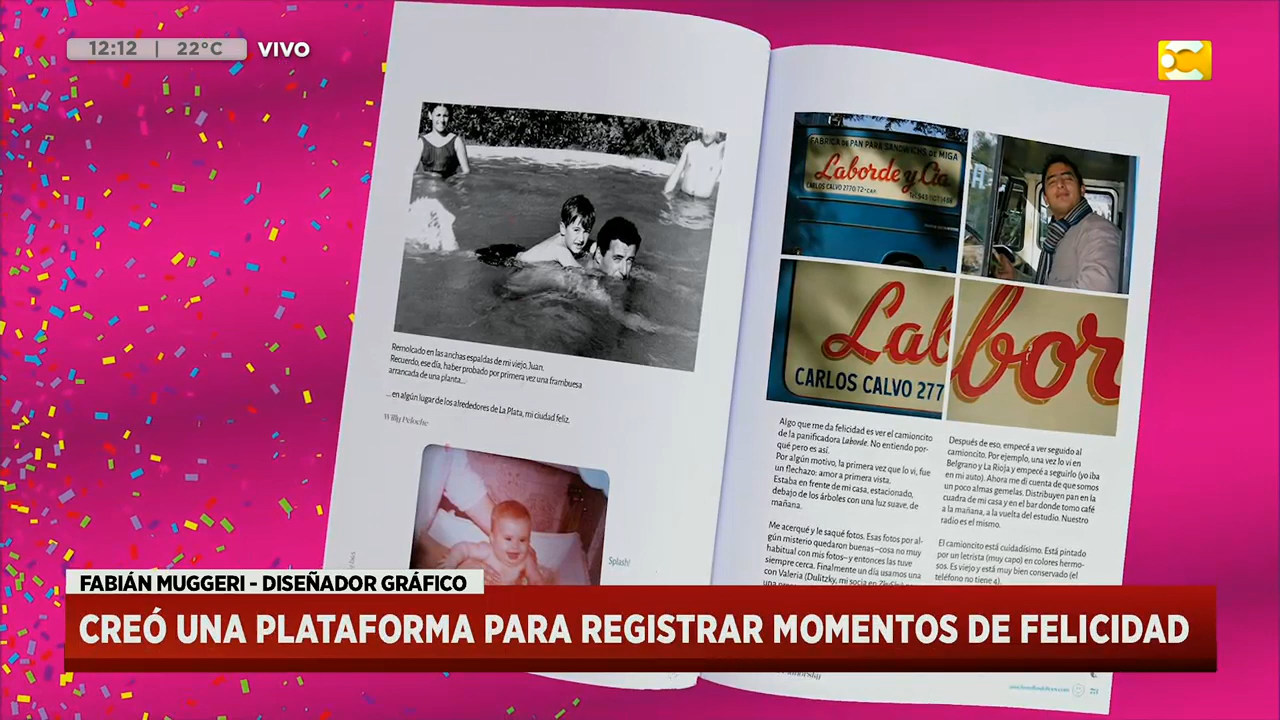 12:12 | 22°C VIVO
Remolcado en las anchas espaldas de mi viejo, Juan.
Recuerdo, ese día, haber probado por primera vez una frambuesa
arrancada de una planta...
... en algún lugar de los alrededores de La Plata, mi ciudad feliz.
Willy Peloche
Splash!
FABRICA DE PAN PARA SANDWICHS DE MIGA
Laborde y Cia
CARLOS CALVO 2770/72-CAP.
Lab
CARLOS CALVO 277
bor
Algo que me da felicidad es ver el camioncito
de la panificadora Laborde. No entiendo por-
qué pero es así.
Por algún motivo, la primera vez que lo vi, fue
un flechazo: amor a primera vista.
Estaba en frente de mi casa, estacionado,
debajo de los árboles con una luz suave, de
mañana.
Me acerqué y le saqué fotos. Esas fotos por al-
gún misterio quedaron buenas –cosa no muy
habitual con mis fotos– y entonces las tuve
siempre cerca. Finalmente un día usamos una
con Valeria (Dulitzky, mi socia en
Después de eso, empecé a ver seguido al
camioncito. Por ejemplo, una vez lo vi en
Belgrano y La Rioja y empecé a seguirlo (yo iba
en mi auto). Ahora me di cuenta de que somos
un poco almas gemelas. Distribuyen pan en la
cuadra de mi casa y en el bar donde tomo café
a la mañana, a la vuelta del estudio. Nuestro
radio es el mismo.
El camioncito está cuidadísimo. Está pintado
por un letrista (muy capo) en colores hermo-
sos. Es viejo y está muy bien conservado (el
teléfono no tiene 4).
FABIÁN MUGGERI - DISEÑADOR GRÁFICO
CREÓ UNA PLATAFORMA PARA REGISTRAR MOMENTOS DE FELICIDAD